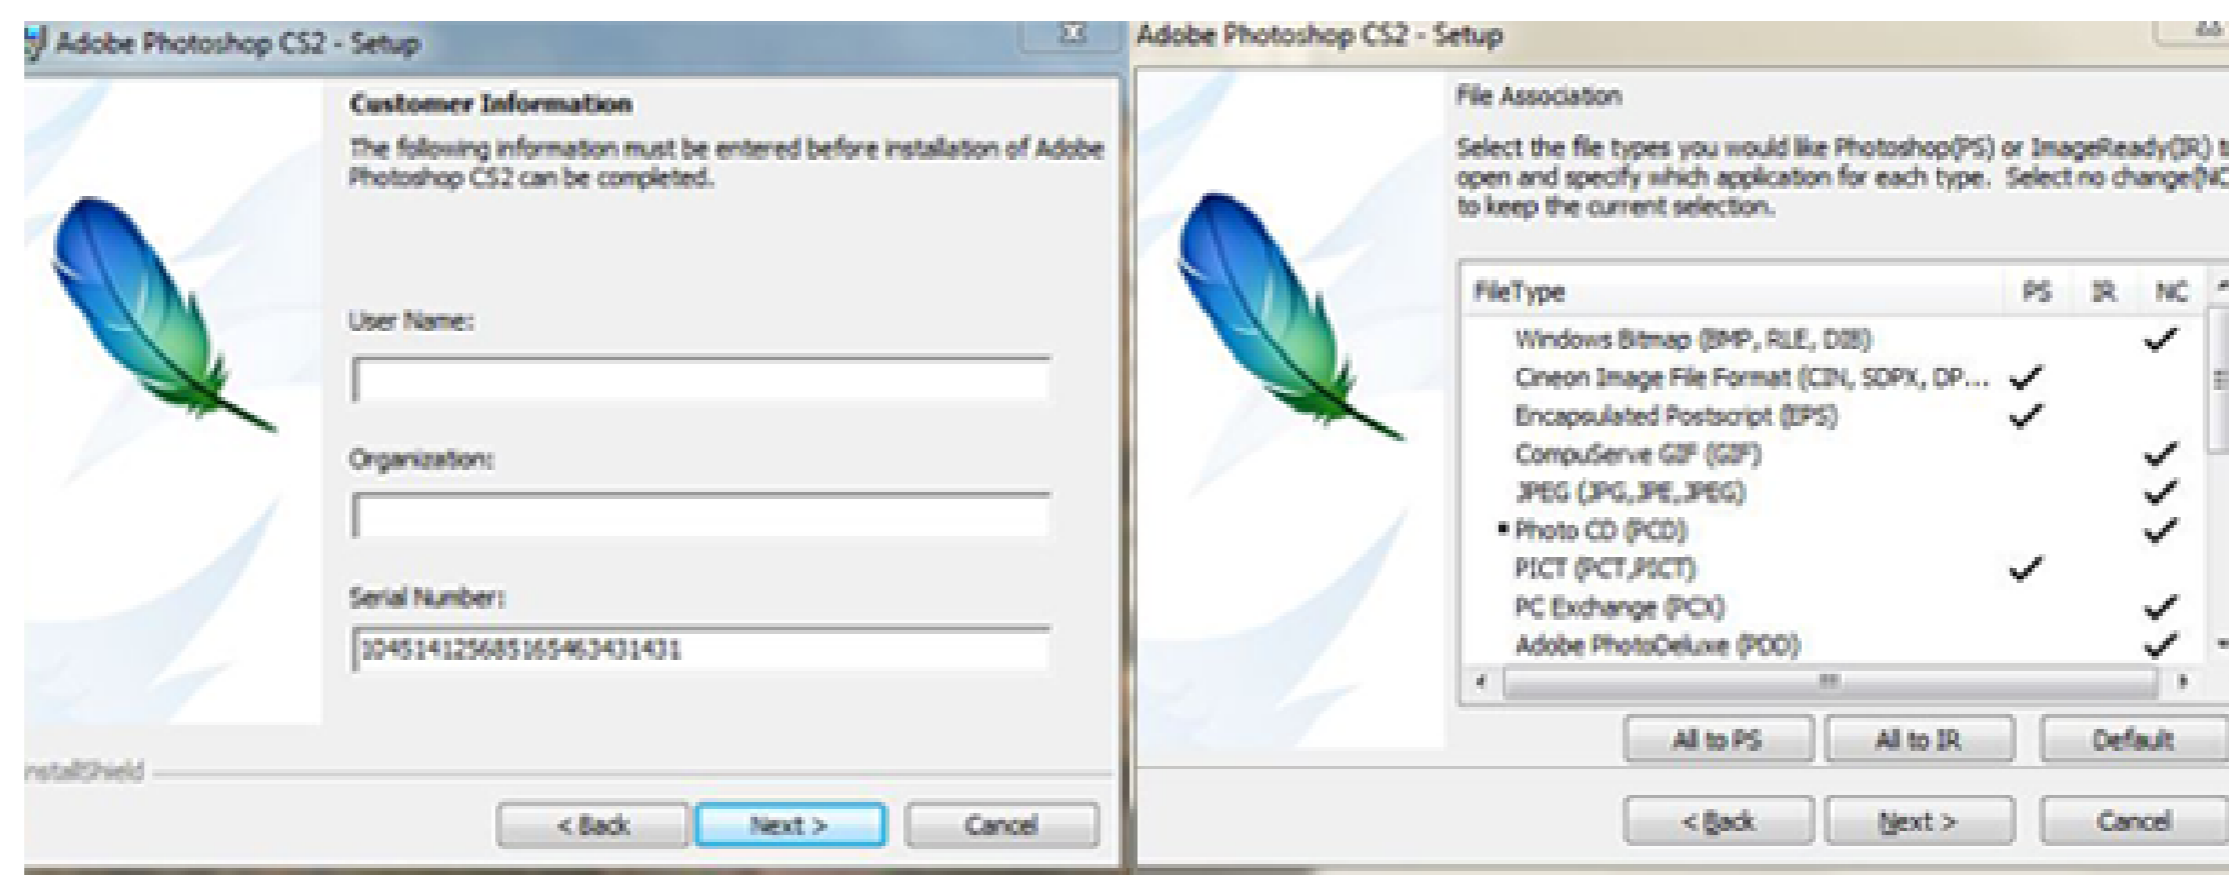 Adobe Photoshop CS2 - Setup
Customer Information
The following information must be entered before installation of Adobe
Photoshop CS2 can be completed.
User Name:
Organization:
Serial Number:
104514125685165463431431
nstallShield
< Back
Next >
Cancel
Adobe Photoshop CS2 - Setup
File Association
Select the file types you would like Photoshop(PS) or ImageReady(IR) t
open and specify which application for each type. Select no change(NC
to keep the current selection.
FileType PS IR NC
Windows Bitmap (BMP, RLE, DIB)
Cineon Image File Format (CIN, SDPX, DP...
Encapsulated Postscript (EPS)
CompuServe GIF (GIF)
JPEG (JPG,JPE,JPEG)
Photo CD (PCD)
PICT (PCT,PICT)
PC Exchange (PCX)
Adobe PhotoDeluxe (PDD)
All to PS
All to IR
Default
< Back
Next >
Cancel